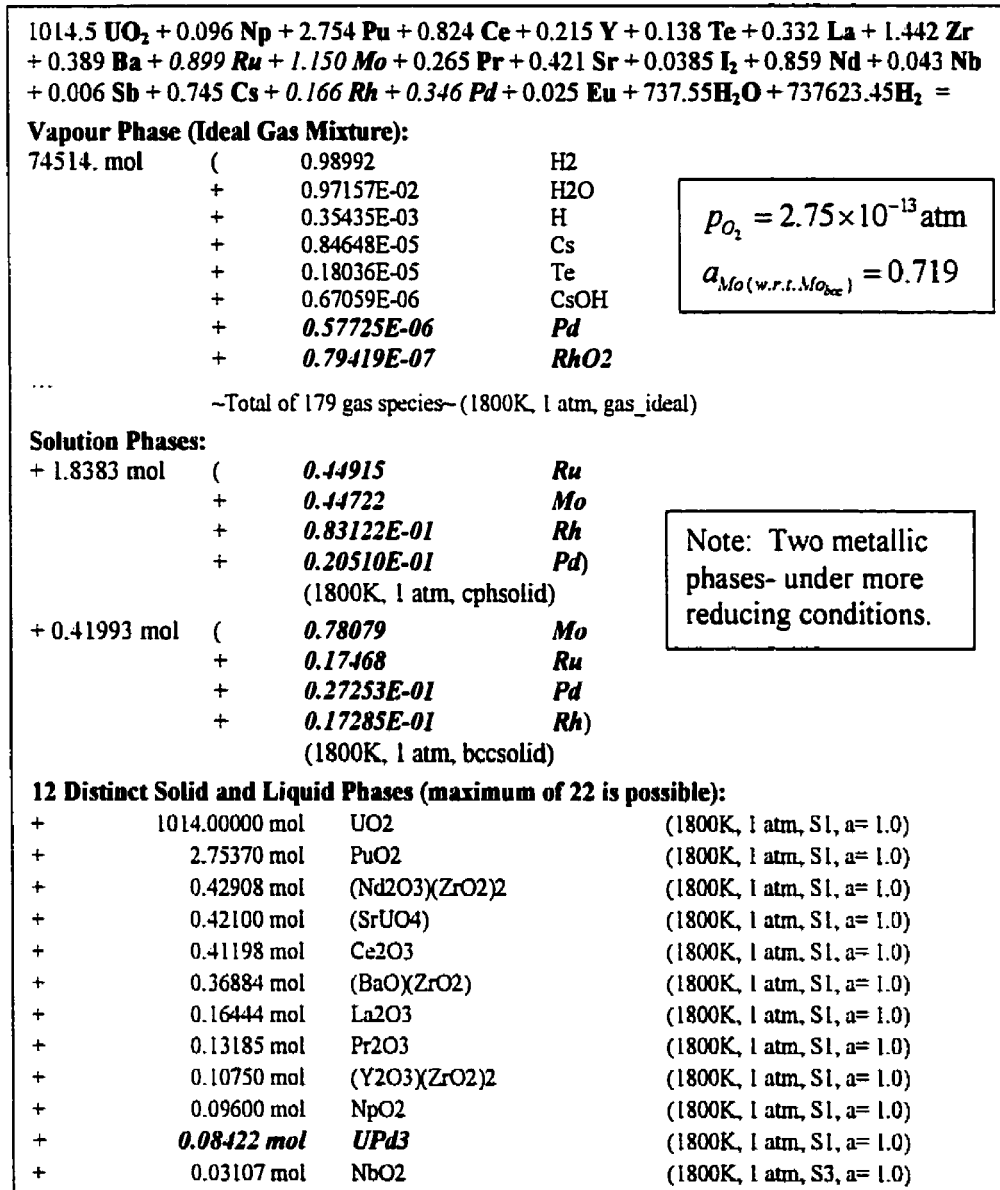 1014.5 UO₂ + 0.096 Np + 2.754 Pu + 0.824 Ce + 0.215 Y + 0.138 Te + 0.332 La + 1.442 Zr
+ 0.389 Ba + 0.899 Ru + 1.150 Mo + 0.265 Pr + 0.421 Sr + 0.0385 I₂ + 0.859 Nd + 0.043 Nb
+ 0.006 Sb + 0.745 Cs + 0.166 Rh + 0.346 Pd + 0.025 Eu + 737.55H₂O + 737623.45H₂ =
Vapour Phase (Ideal Gas Mixture):
74514. mol ( 0.98992 H2
+ 0.97157E-02 H2O
+ 0.35435E-03 H
+ 0.84648E-05 Cs
+ 0.18036E-05 Te
+ 0.67059E-06 CsOH
+ 0.57725E-06 Pd
+ 0.79419E-07 RhO2
...
~Total of 179 gas species~ (1800K, 1 atm, gas_ideal)
p_O₂ = 2.75×10⁻¹³ atm
a_Mo(w.r.t.Mo_bcc) = 0.719
Solution Phases:
+ 1.8383 mol ( 0.44915 Ru
+ 0.44722 Mo
+ 0.83122E-01 Rh
+ 0.20510E-01 Pd)
(1800K, 1 atm, cphsolid)
+ 0.41993 mol ( 0.78079 Mo
+ 0.17468 Ru
+ 0.27253E-01 Pd
+ 0.17285E-01 Rh)
(1800K, 1 atm, bccsolid)
Note: Two metallic
phases- under more
reducing conditions.
12 Distinct Solid and Liquid Phases (maximum of 22 is possible):
+ 1014.00000 mol UO2 (1800K, 1 atm, S1, a= 1.0)
+ 2.75370 mol PuO2 (1800K, 1 atm, S1, a= 1.0)
+ 0.42908 mol (Nd2O3)(ZrO2)2 (1800K, 1 atm, S1, a= 1.0)
+ 0.42100 mol (SrUO4) (1800K, 1 atm, S1, a= 1.0)
+ 0.41198 mol Ce2O3 (1800K, 1 atm, S1, a= 1.0)
+ 0.36884 mol (BaO)(ZrO2) (1800K, 1 atm, S1, a= 1.0)
+ 0.16444 mol La2O3 (1800K, 1 atm, S1, a= 1.0)
+ 0.13185 mol Pr2O3 (1800K, 1 atm, S1, a= 1.0)
+ 0.10750 mol (Y2O3)(ZrO2)2 (1800K, 1 atm, S1, a= 1.0)
+ 0.09600 mol NpO2 (1800K, 1 atm, S1, a= 1.0)
+ 0.08422 mol UPd3 (1800K, 1 atm, S1, a= 1.0)
+ 0.03107 mol NbO2 (1800K, 1 atm, S3, a= 1.0)